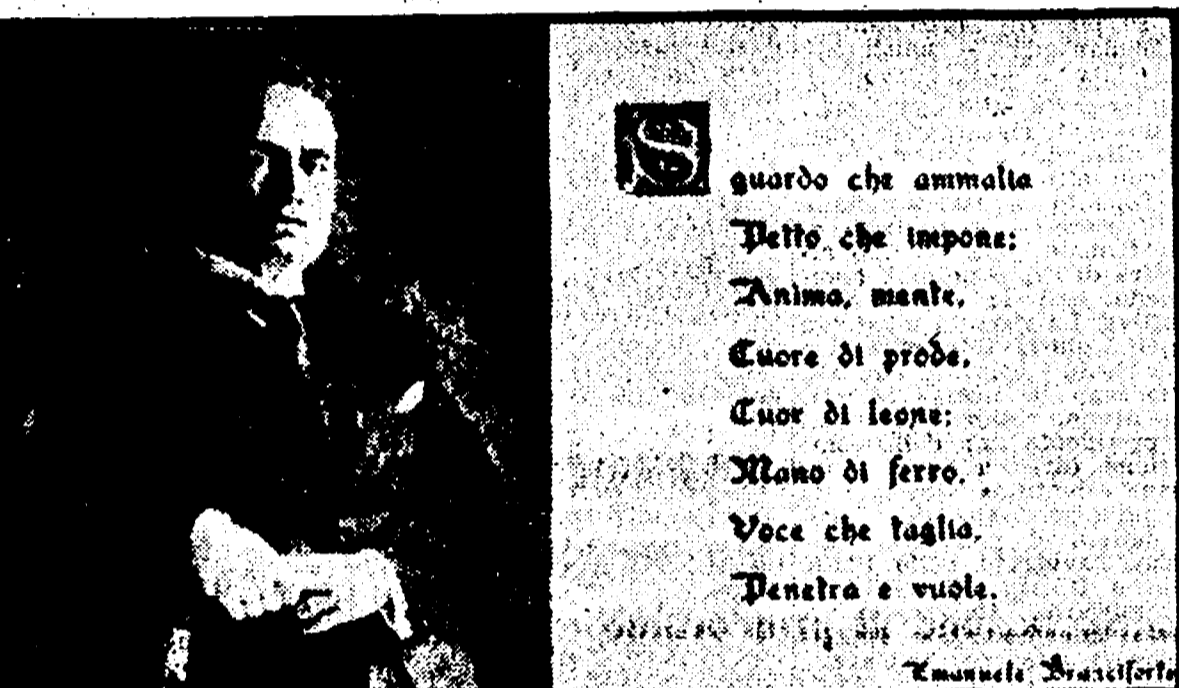 Sguardo che ammalia
Petto che impone;
Anima, mente,
Cuore di prode,
Cuor di leone;
Mano di ferro,
Voce che taglia,
Penetra e vuole.
Emanuele Branciforte